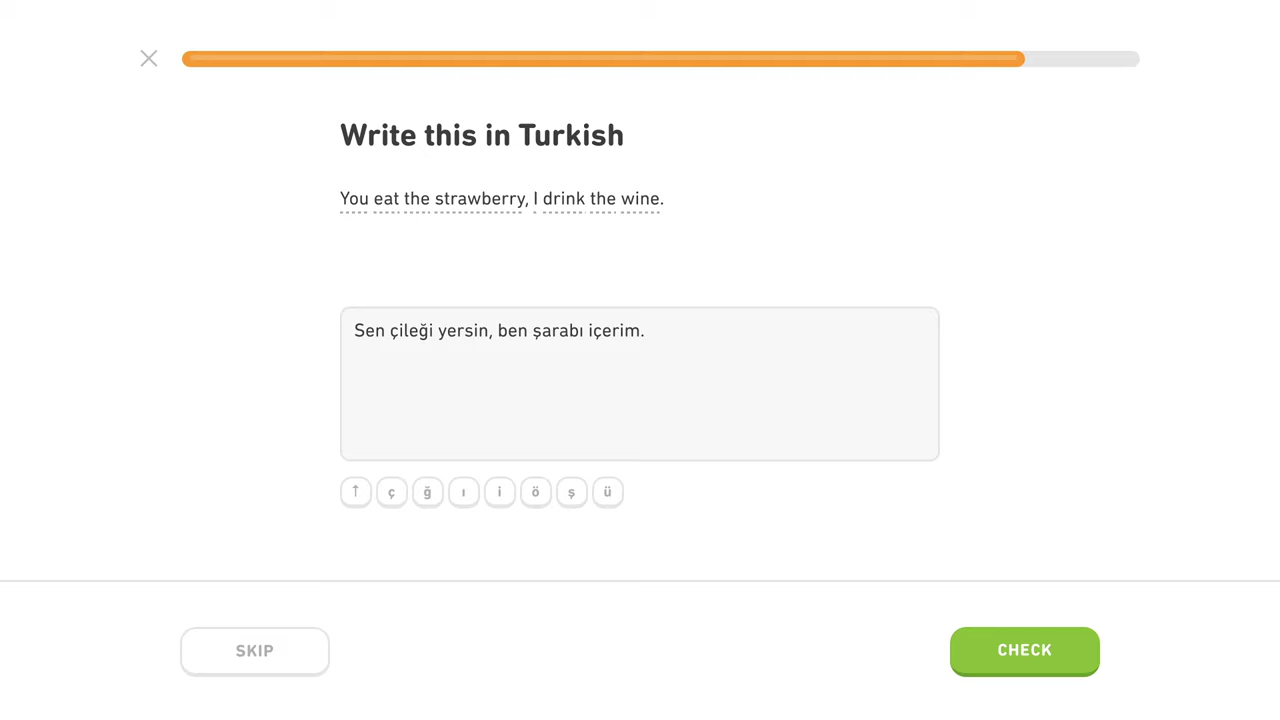 Write this in Turkish
You eat the strawberry, I drink the wine.
Sen çileği yersin, ben şarabı içerim.
↑ ç ğ ı i ö ş ü
SKIP
CHECK